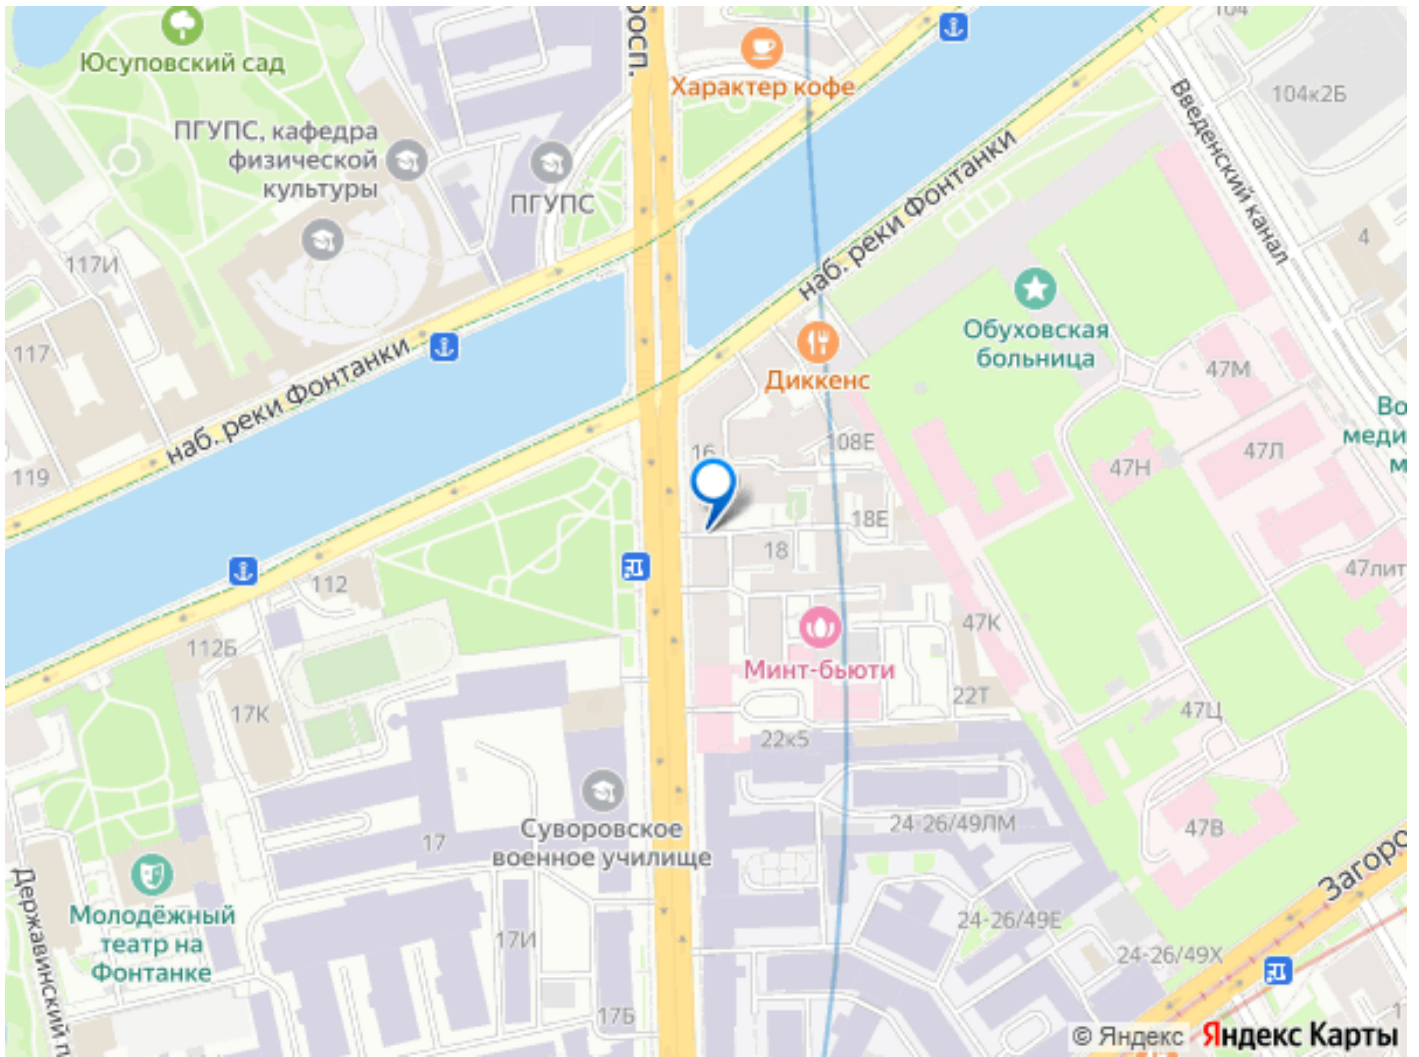 104
осп.
Юсуповский сад
Характер кофе
104к2Б
Введенский канал
ПГУПС, кафедра
физической
культуры
ПГУПС
наб. реки Фонтанки
4
117И
Обуховская
больница
117
наб. реки Фонтанки
Диккенс
47М
Во
меди
м
119
16
108Е
47Н
47Л
18Е
18
112
47лит
112Б
47К
Минт-бьюти
17К
22Т
47Ц
22к5
Суворовское
военное училище
17
24-26/49ЛМ
47В
Загоро
Державинский п
Молодёжный
театр на
Фонтанке
17И
24-26/49Е
24-26/49Х
17Б
1
© Яндекс Яндекс Карты